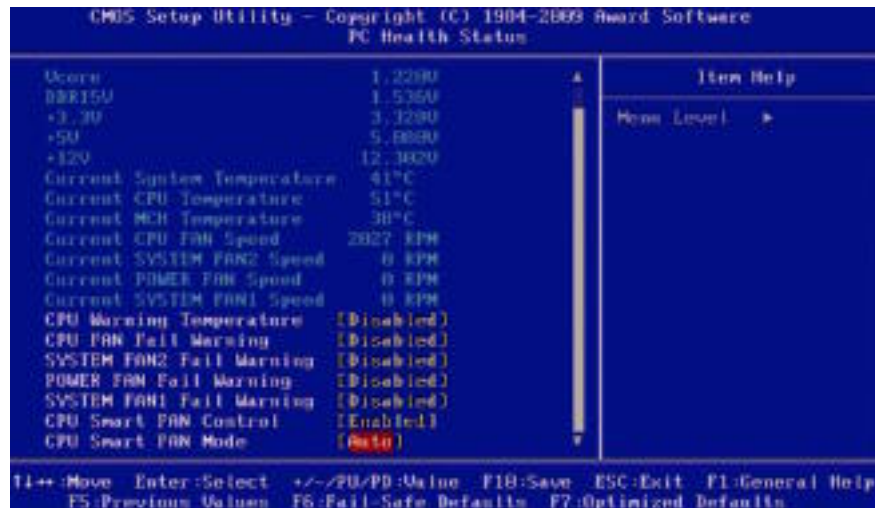 CMOS Setup Utility - Copyright (C) 1984-2009 Award Software
PC Health Status
Vcore 1.220V
DDR15V 1.536V
+3.3V 3.320V
+5V
+12V 12.302V
Current System Temperature 41°C
Current CPU Temperature 51°C
Current MCH Temperature 38°C
Current CPU FAN Speed 2827 RPM
Current SYSTEM FAN2 Speed 0 RPM
Current POWER FAN Speed 0 RPM
Current SYSTEM FAN1 Speed 0 RPM
CPU Warning Temperature [Disabled]
CPU FAN Fail Warning [Disabled]
SYSTEM FAN2 Fail Warning [Disabled]
POWER FAN Fail Warning [Disabled]
SYSTEM FAN1 Fail Warning [Disabled]
CPU Smart FAN Control [Enabled]
CPU Smart FAN Mode [Auto]
Item Help
Menu Level ►
↑↓→←:Move Enter:Select +/-/PU/PD:Value F10:Save ESC:Exit F1:General Help
F5:Previous Values F6:Fail-Safe Defaults F7:Optimized Defaults